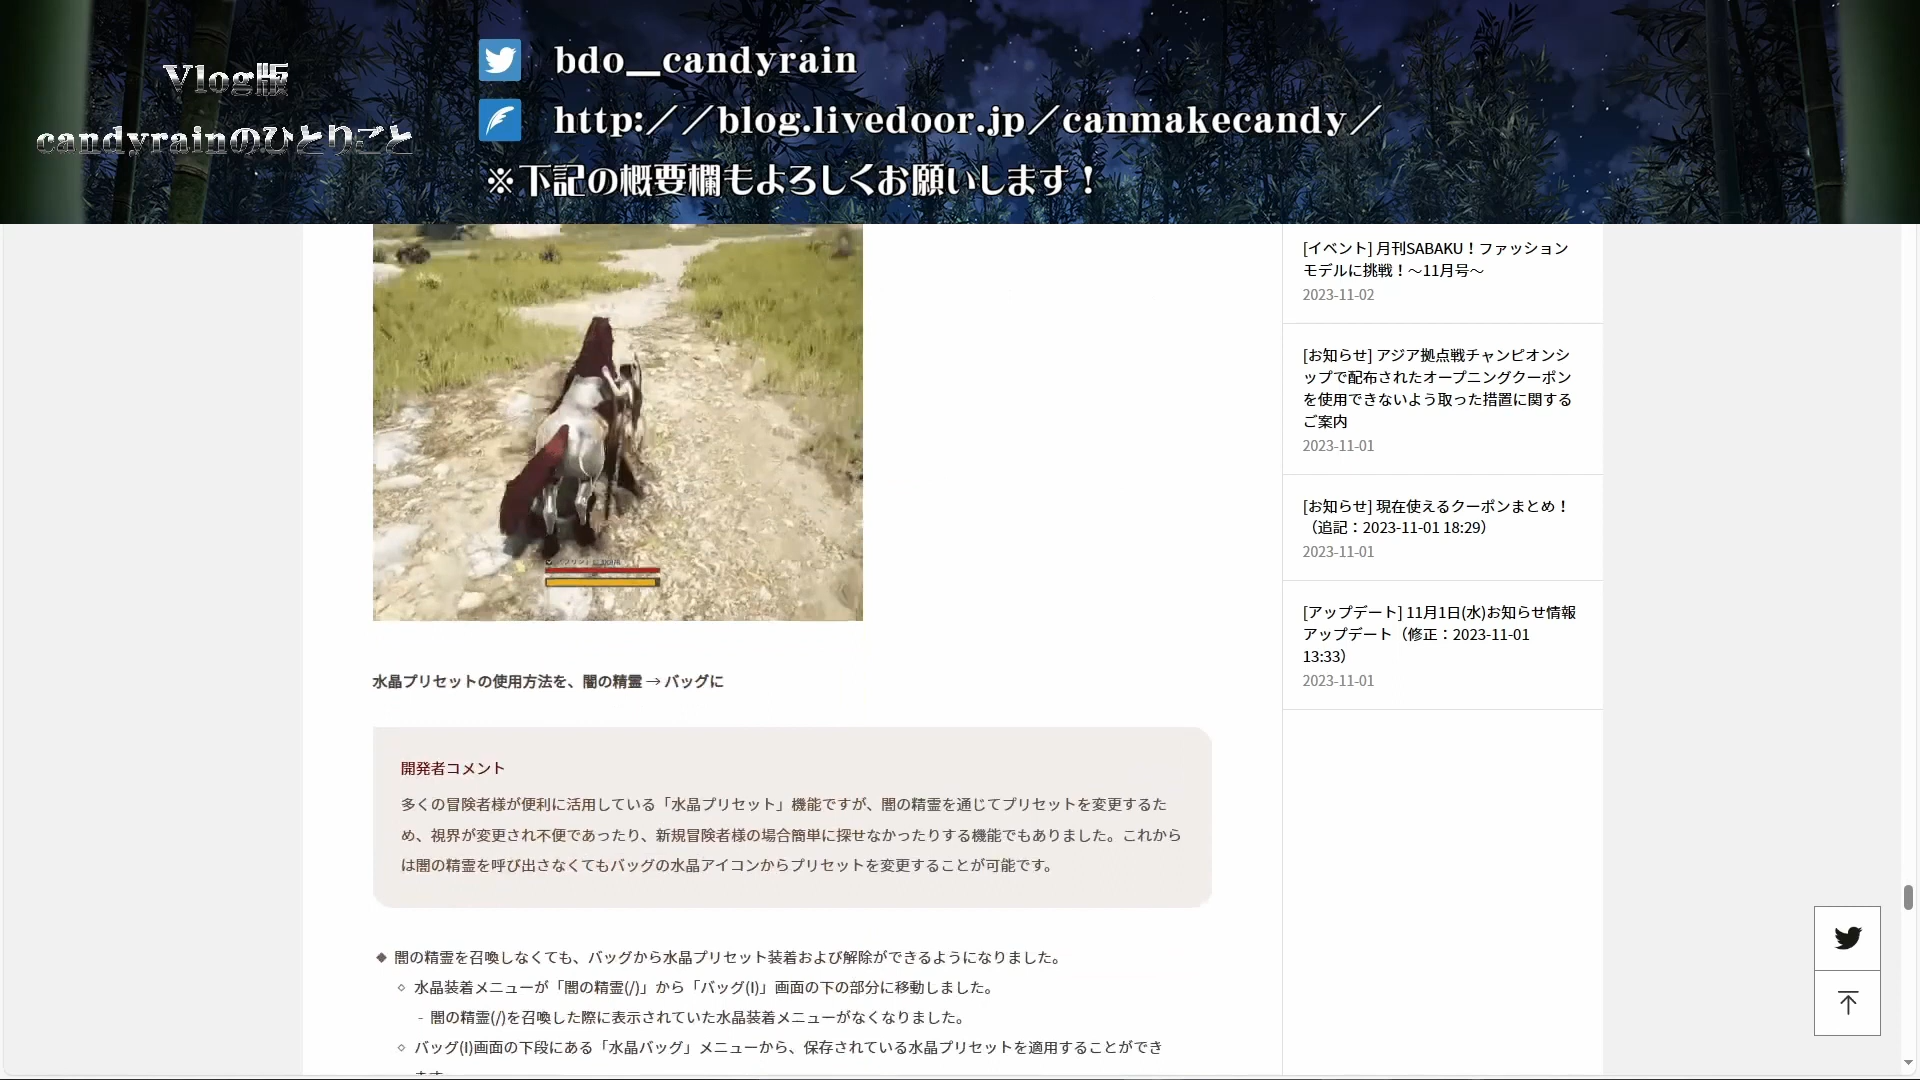 Vlog版
candyrainのひとりごと
bdo__candyrain
http://blog.livedoor.jp/canmakecandy/
※下記の概要欄もよろしくお願いします！
水晶プリセットの使用方法を、闇の精霊 → バッグに
開発者コメント
多くの冒険者様が便利に活用している「水晶プリセット」機能ですが、闇の精霊を通じてプリセットを変更するた
め、視界が変更され不便であったり、新規冒険者様の場合簡単に探せなかったりする機能でもありました。これから
は闇の精霊を呼び出さなくてもバッグの水晶アイコンからプリセットを変更することが可能です。
◆ 闇の精霊を召喚しなくても、バッグから水晶プリセット装着および解除ができるようになりました。
◇ 水晶装着メニューが「闇の精霊(/)」から「バッグ(I)」画面の下の部分に移動しました。
- 闇の精霊(/)を召喚した際に表示されていた水晶装着メニューがなくなりました。
◇ バッグ(I)画面の下段にある「水晶バッグ」メニューから、保存されている水晶プリセットを適用することができ
[イベント] 月刊SABAKU！ファッション
モデルに挑戦！～11月号～
2023-11-02
[お知らせ] アジア拠点戦チャンピオンシ
ップで配布されたオープニングクーポン
を使用できないよう取った措置に関する
ご案内
2023-11-01
[お知らせ] 現在使えるクーポンまとめ！
（追記：2023-11-01 18:29）
2023-11-01
[アップデート] 11月1日(水)お知らせ情報
アップデート（修正：2023-11-01
13:33）
2023-11-01